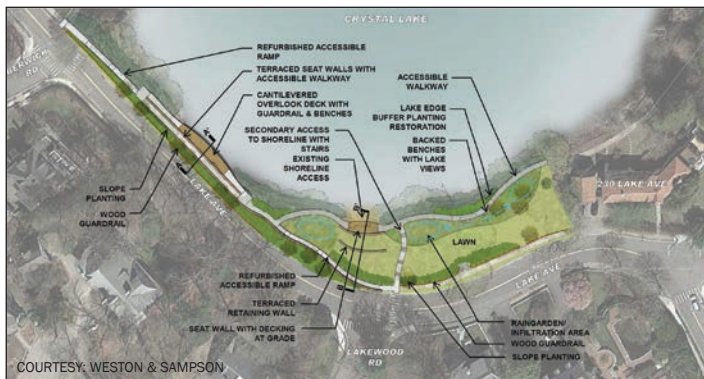 CRYSTAL LAKE
BERWICK
RD
REFURBISHED ACCESSIBLE
RAMP
TERRACED SEAT WALLS WITH
ACCESSIBLE WALKWAY
CANTILEVERED
OVERLOOK DECK WITH
GUARDRAIL & BENCHES
SECONDARY ACCESS
TO SHORELINE WITH
STAIRS
EXISTING
SHORELINE
ACCESS
ACCESSIBLE
WALKWAY
LAKE EDGE
BUFFER PLANTING
RESTORATION
BACKED
BENCHES
WITH LAKE
VIEWS
230 LAKE AVE
SLOPE
PLANTING
WOOD
GUARDRAIL
LAKE AVE
LAWN
LAKE AVE
REFURBISHED
ACCESSIBLE RAMP
TERRACED
RETAINING WALL
SEAT WALL WITH DECKING
AT GRADE
RAINGARDEN/
INFILTRATION AREA
WOOD GUARDRAIL
SLOPE PLANTING
LAKEWOOD
RD
COURTESY: WESTON & SAMPSON